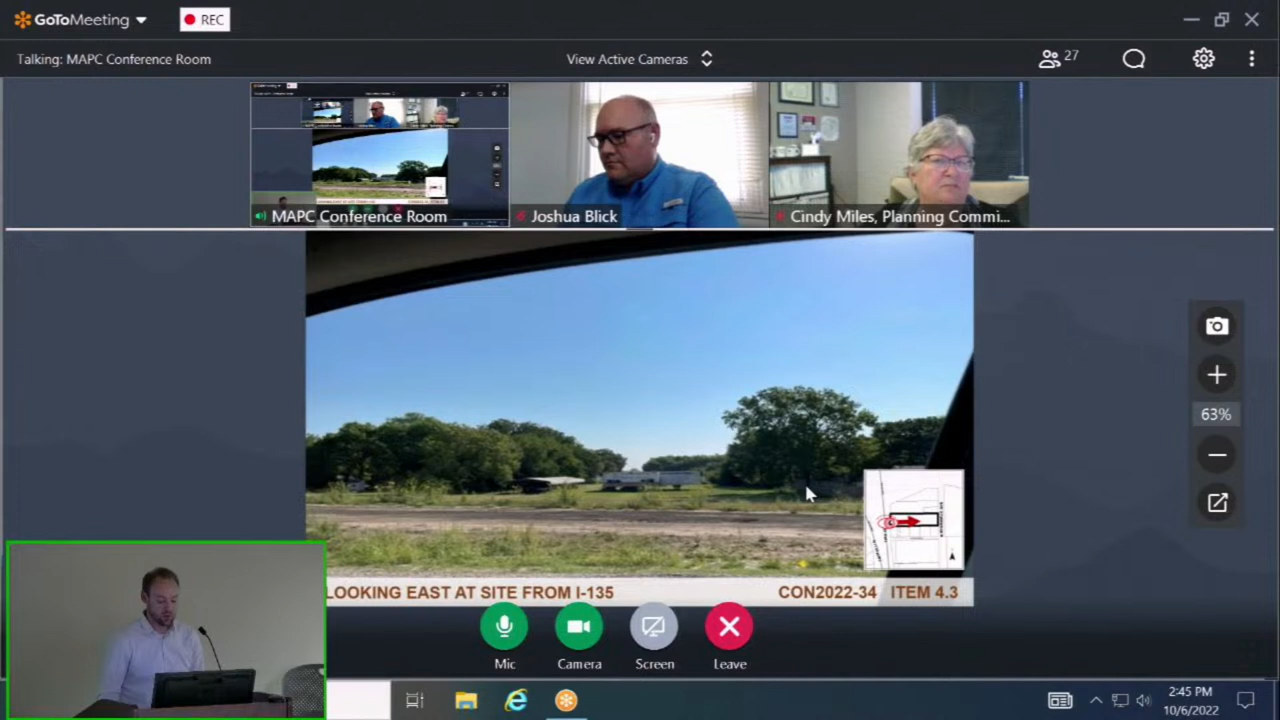 GoToMeeting
REC
Talking: MAPC Conference Room
View Active Cameras
27
MAPC Conference Room
Joshua Blick
Cindy Miles, Planning Commi...
63%
LOOKING EAST AT SITE FROM I-135
CON2022-34 ITEM 4.3
Mic
Camera
Screen
Leave
2:45 PM
10/6/2022